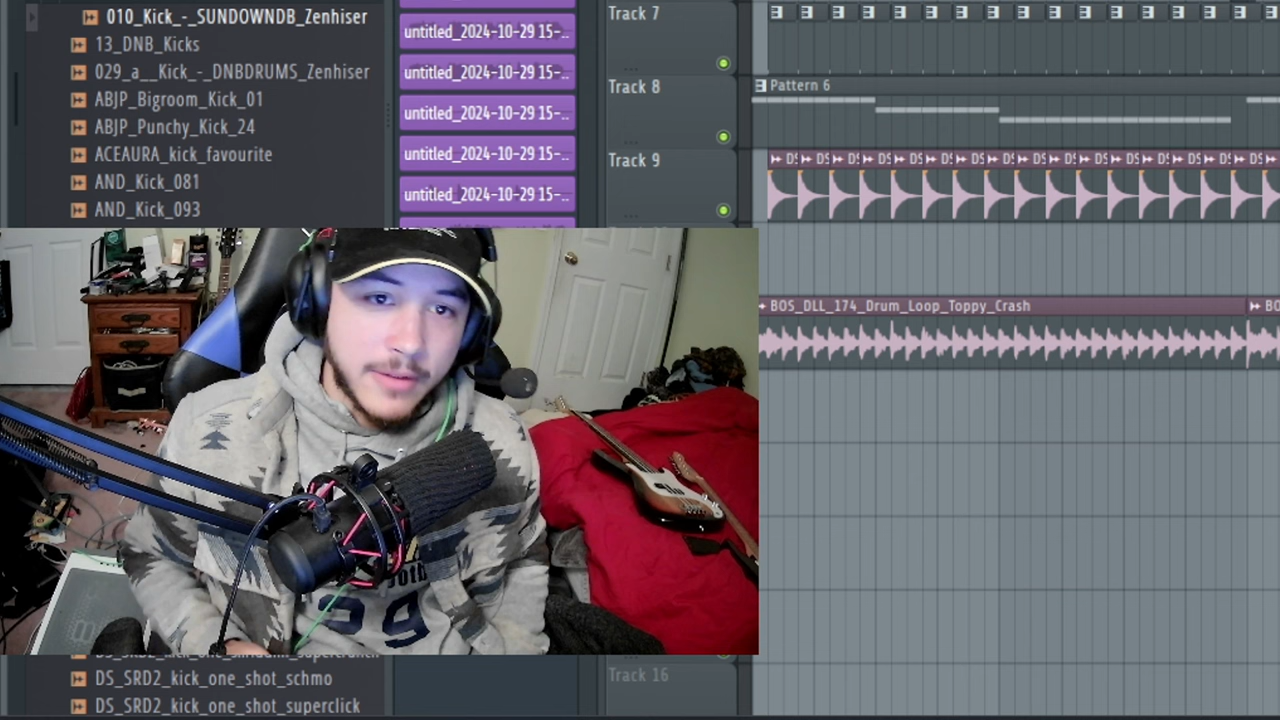 010_Kick_-_SUNDOWNDB_Zenhiser
13_DNB_Kicks
029_a__Kick_-_DNBDRUMS_Zenhiser
ABJP_Bigroom_Kick_01
ABJP_Punchy_Kick_24
ACEAURA_kick_favourite
AND_Kick_081
AND_Kick_093
DS_SRD2_kick_one_shot_schmo
DS_SRD2_kick_one_shot_superclick
untitled_2024-10-29 15-..
untitled_2024-10-29 15-..
untitled_2024-10-29 15-..
untitled_2024-10-29 15-..
untitled_2024-10-29 15-..
Track 7
Track 8
Track 9
Track 16
Pattern 6
BOS_DLL_174_Drum_Loop_Toppy_Crash
BO
99